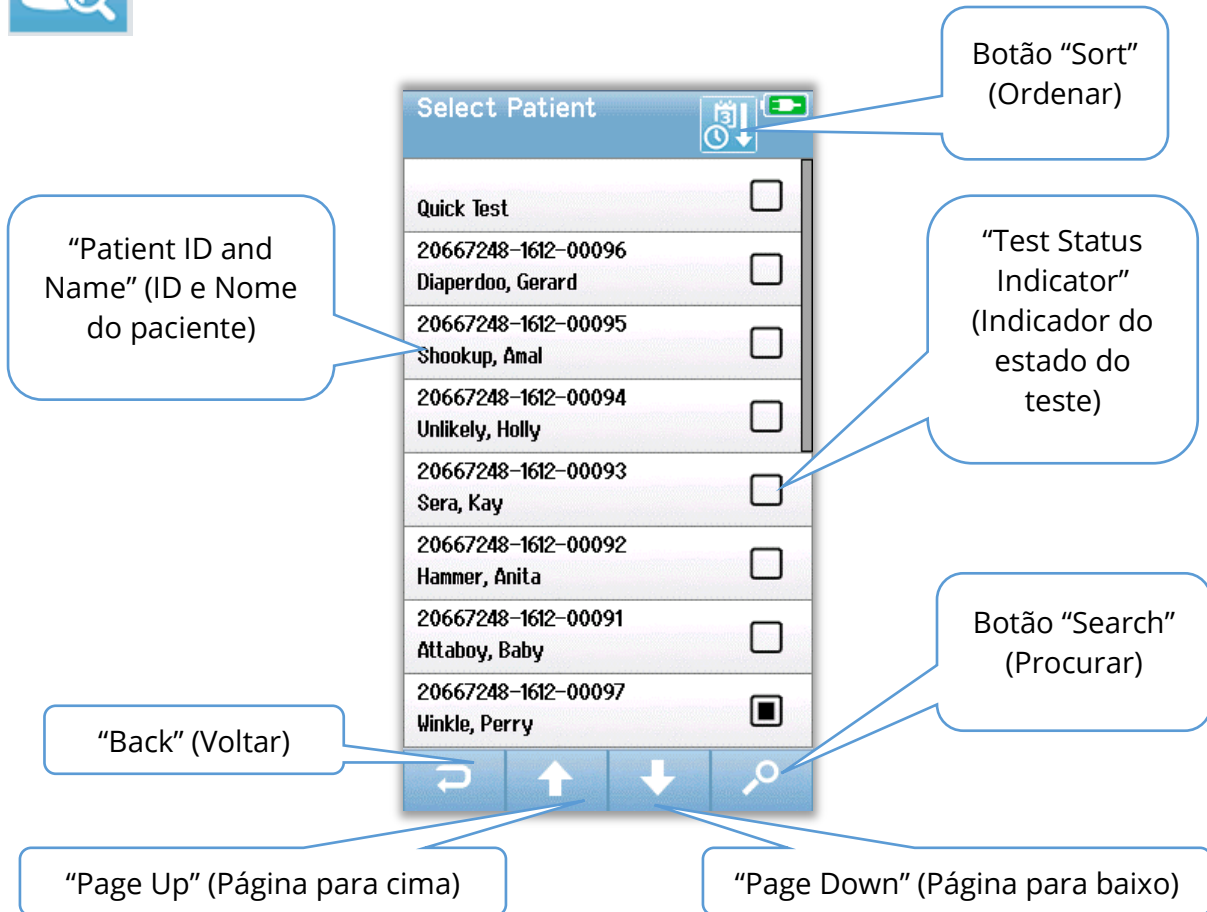 Botão “Sort”
(Ordenar)
Select Patient
3
Quick Test
20667248-1612-00096
Diaperdoo, Gerard
20667248-1612-00095
Shookup, Amal
20667248-1612-00094
Unlikely, Holly
20667248-1612-00093
Sera, Kay
20667248-1612-00092
Hammer, Anita
20667248-1612-00091
Attaboy, Baby
20667248-1612-00097
Winkle, Perry
“Patient ID and
Name” (ID e Nome
do paciente)
“Test Status
Indicator”
(Indicador do
estado do
teste)
Botão “Search”
(Procurar)
“Back” (Voltar)
“Page Up” (Página para cima)
“Page Down” (Página para baixo)